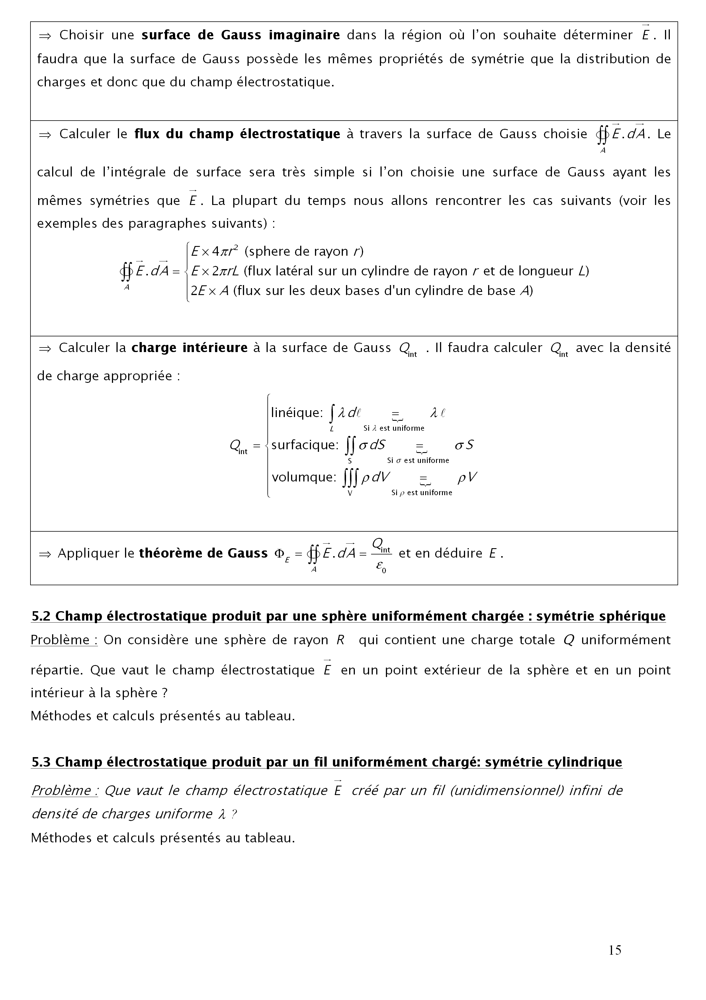 ⇒ Choisir une surface de Gauss imaginaire dans la région où l'on souhaite déterminer $\vec{E}$ . Il
faudra que la surface de Gauss possède les mêmes propriétés de symétrie que la distribution de
charges et donc que du champ électrostatique.
⇒ Calculer le flux du champ électrostatique à travers la surface de Gauss choisie $\oiint_A \vec{E}.d\vec{A}$. Le
calcul de l'intégrale de surface sera très simple si l'on choisie une surface de Gauss ayant les
mêmes symétries que $\vec{E}$ . La plupart du temps nous allons rencontrer les cas suivants (voir les
exemples des paragraphes suivants) :
$\oiint_A \vec{E}.d\vec{A} = \begin{cases} E \times 4\pi r^2 \text{ (sphere de rayon } r\text{)} \\ E \times 2\pi rL \text{ (flux latéral sur un cylindre de rayon } r \text{ et de longueur } L\text{)} \\ 2E \times A \text{ (flux sur les deux bases d'un cylindre de base } A\text{)} \end{cases}$
⇒ Calculer la charge intérieure à la surface de Gauss $Q_{\text{int}}$ . Il faudra calculer $Q_{\text{int}}$ avec la densité
de charge appropriée :
$Q_{\text{int}} = \begin{cases} \text{linéique: } \int_L \lambda \, d\ell \underbrace{=}_{\text{Si } \lambda \text{ est uniforme}} \lambda \, \ell \\ \text{surfacique: } \iint_S \sigma \, dS \underbrace{=}_{\text{Si } \sigma \text{ est uniforme}} \sigma \, S \\ \text{volumque: } \iiint_V \rho \, dV \underbrace{=}_{\text{Si } \rho \text{ est uniforme}} \rho \, V \end{cases}$
⇒ Appliquer le théorème de Gauss $\Phi_E = \oiint_A \vec{E}.d\vec{A} = \frac{Q_{\text{int}}}{\varepsilon_0}$ et en déduire $E$ .
5.2 Champ électrostatique produit par une sphère uniformément chargée : symétrie sphérique
Problème : On considère une sphère de rayon $R$ qui contient une charge totale $Q$ uniformément
répartie. Que vaut le champ électrostatique $\vec{E}$ en un point extérieur de la sphère et en un point
intérieur à la sphère ?
Méthodes et calculs présentés au tableau.
5.3 Champ électrostatique produit par un fil uniformément chargé: symétrie cylindrique
Problème : Que vaut le champ électrostatique $\vec{E}$ créé par un fil (unidimensionnel) infini de
densité de charges uniforme $\lambda$ ?
Méthodes et calculs présentés au tableau.
15